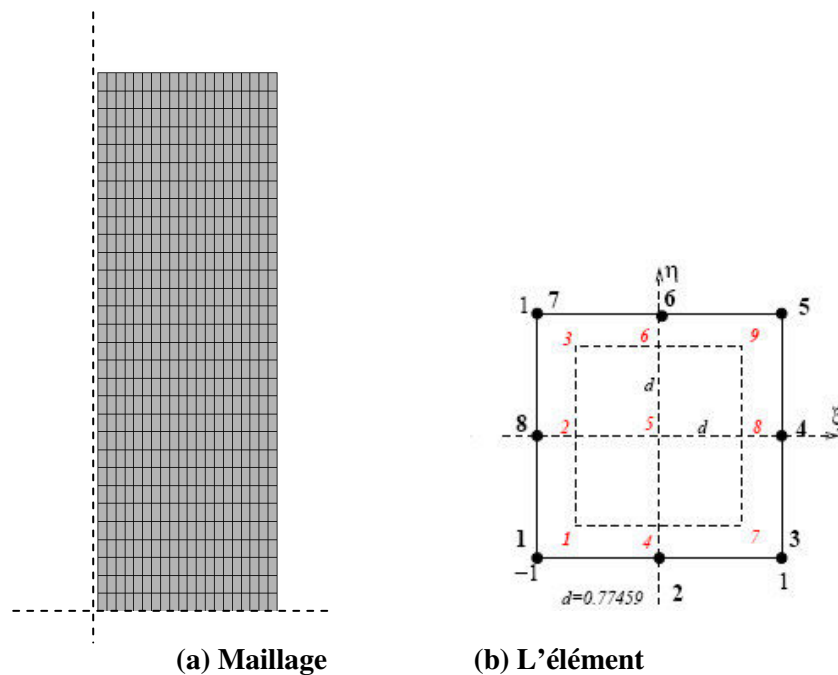 η
1 7 6 5
3 6 9
d
ξ
8 2 5 d 8 4
1 1 4 7 3
−1 2 1
d=0.77459
(a) Maillage (b) L'élément